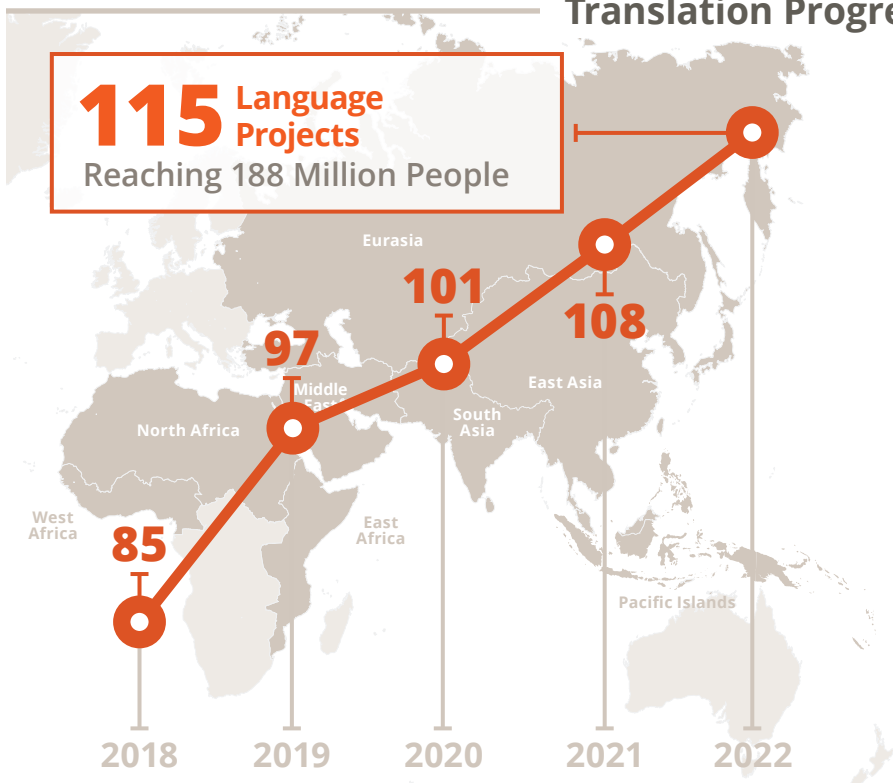 Translation
115 Language
Projects
Reaching 188 Million People
Eurasia
101
108
97
Middle
East
East Asia
North Africa
South
Asia
West
Africa
85
East
Africa
Pacific Islands
2018 2019 2020 2021 2022